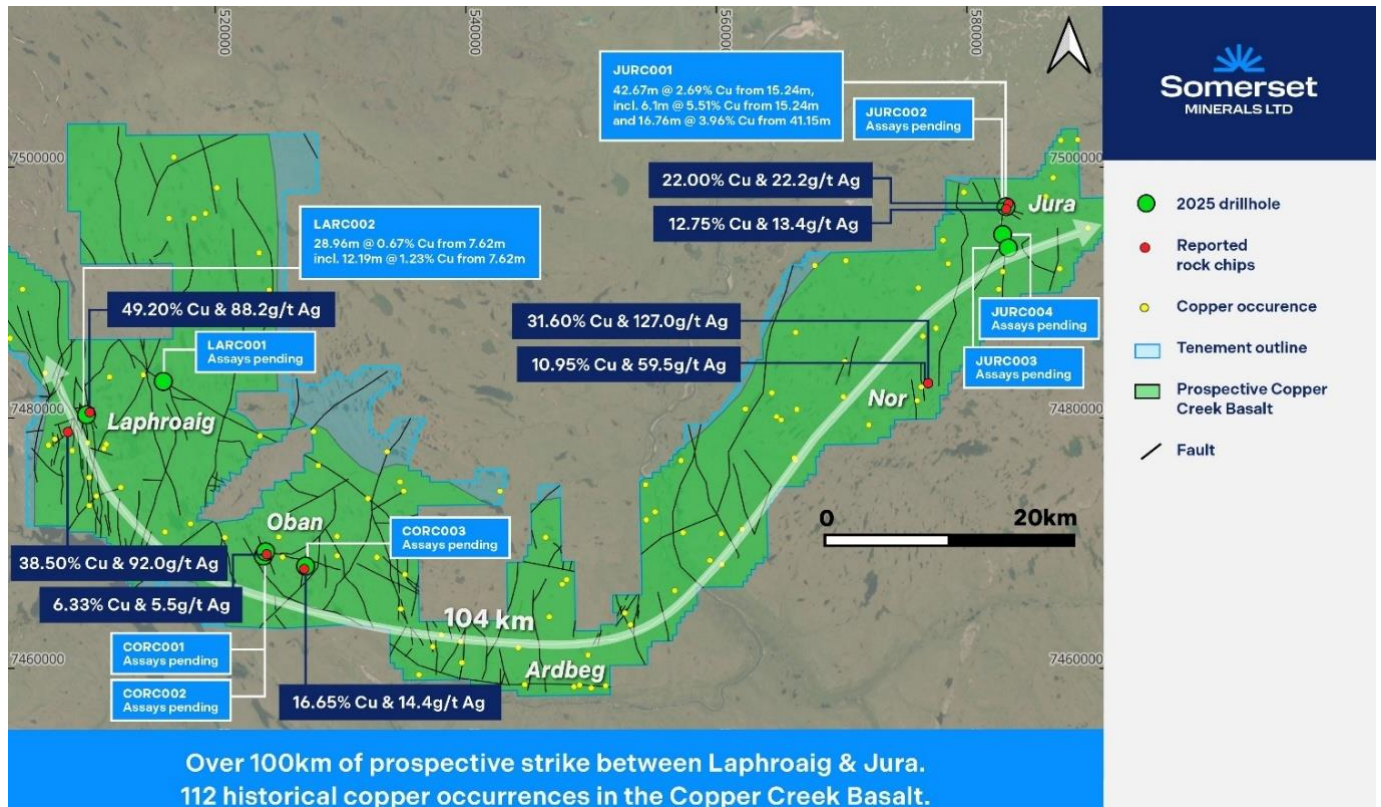 520000
540000
560000
580000
JURC001
42.67m @ 2.69% Cu from 15.24m,
incl. 6.1m @ 5.51% Cu from 15.24m
and 16.76m @ 3.96% Cu from 41.15m
JURC002
Assays pending
Somerset
MINERALS LTD
7500000
7500000
22.00% Cu & 22.2g/t Ag
12.75% Cu & 13.4g/t Ag
Jura
2025 drillhole
Reported
rock chips
Copper occurence
Tenement outline
Prospective Copper
Creek Basalt
Fault
LARC002
28.96m @ 0.67% Cu from 7.62m
incl. 12.19m @ 1.23% Cu from 7.62m
49.20% Cu & 88.2g/t Ag
LARC001
Assays pending
31.60% Cu & 127.0g/t Ag
10.95% Cu & 59.5g/t Ag
JURC004
Assays pending
JURC003
Assays pending
7480000
7480000
Laphroaig
Nor
Oban
CORC003
Assays pending
0
20km
38.50% Cu & 92.0g/t Ag
6.33% Cu & 5.5g/t Ag
104 km
CORC001
Assays pending
CORC002
Assays pending
16.65% Cu & 14.4g/t Ag
Ardbeg
7460000
7460000
Over 100km of prospective strike between Laphroaig & Jura.
112 historical copper occurrences in the Copper Creek Basalt.